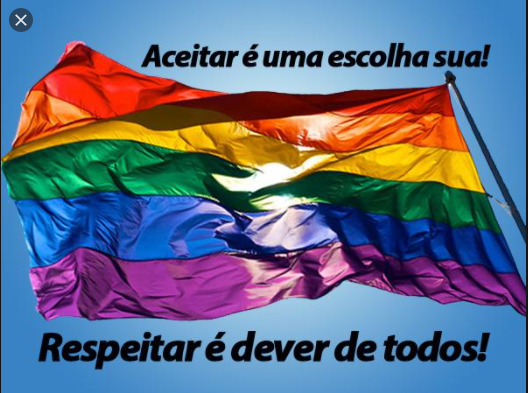 Aceitar é uma escolha sua!
Respeitar é dever de todos!